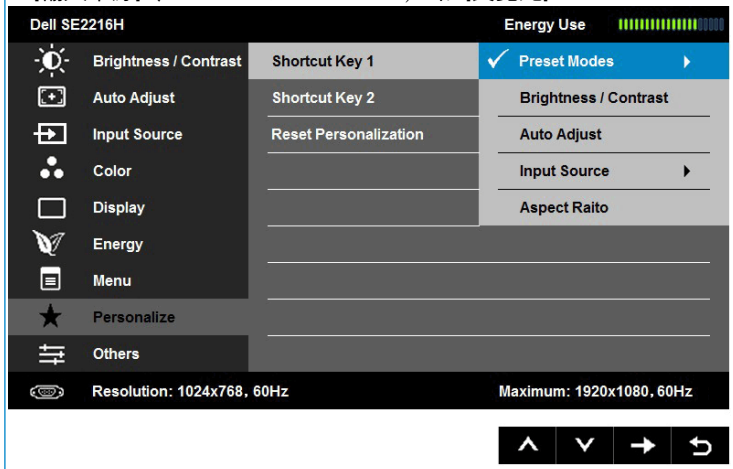 Dell SE2216H Energy Use
Brightness / Contrast Shortcut Key 1 Preset Modes
Auto Adjust Shortcut Key 2 Brightness / Contrast
Input Source Reset Personalization Auto Adjust
Color Input Source
Display Aspect Raito
Energy
Menu
Personalize
Others
Resolution: 1024x768, 60Hz Maximum: 1920x1080, 60Hz